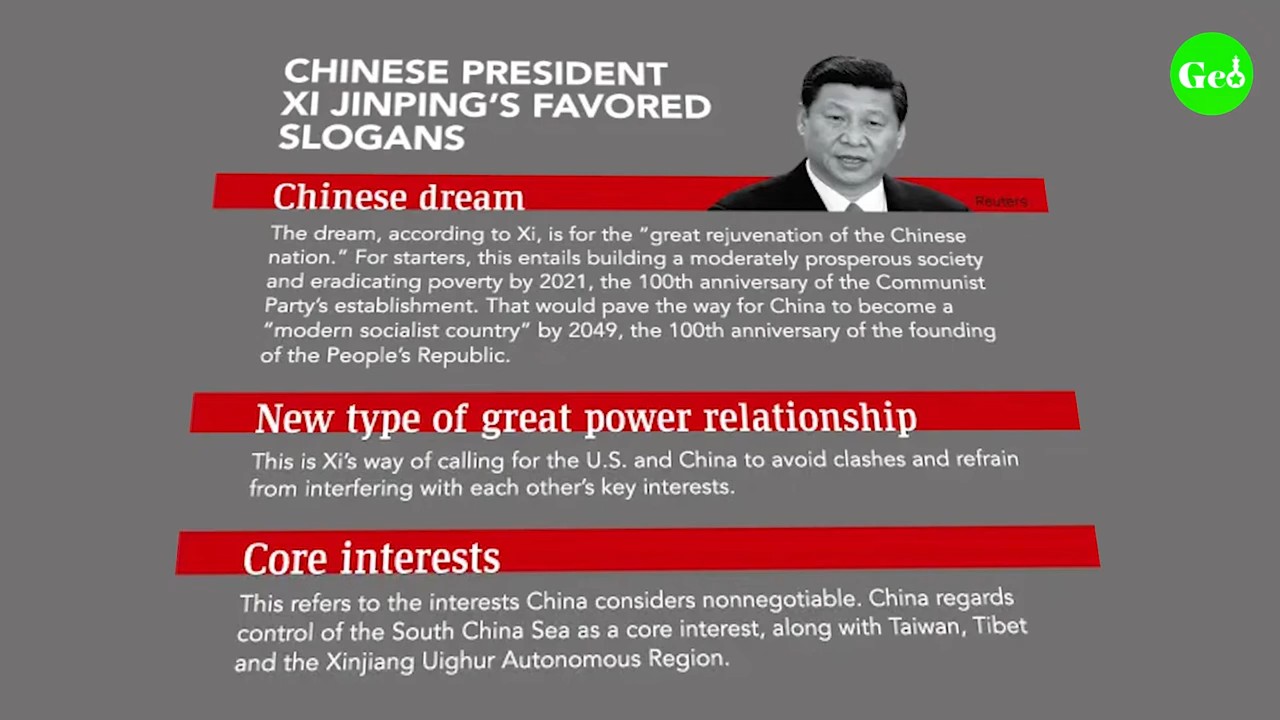 Geo
CHINESE PRESIDENT
XI JINPING'S FAVORED
SLOGANS
Reuters
Chinese dream
The dream, according to Xi, is for the “great rejuvenation of the Chinese
nation.” For starters, this entails building a moderately prosperous society
and eradicating poverty by 2021, the 100th anniversary of the Communist
Party's establishment. That would pave the way for China to become a
“modern socialist country” by 2049, the 100th anniversary of the founding
of the People's Republic.
New type of great power relationship
This is Xi's way of calling for the U.S. and China to avoid clashes and refrain
from interfering with each other's key interests.
Core interests
This refers to the interests China considers nonnegotiable. China regards
control of the South China Sea as a core interest, along with Taiwan, Tibet
and the Xinjiang Uighur Autonomous Region.